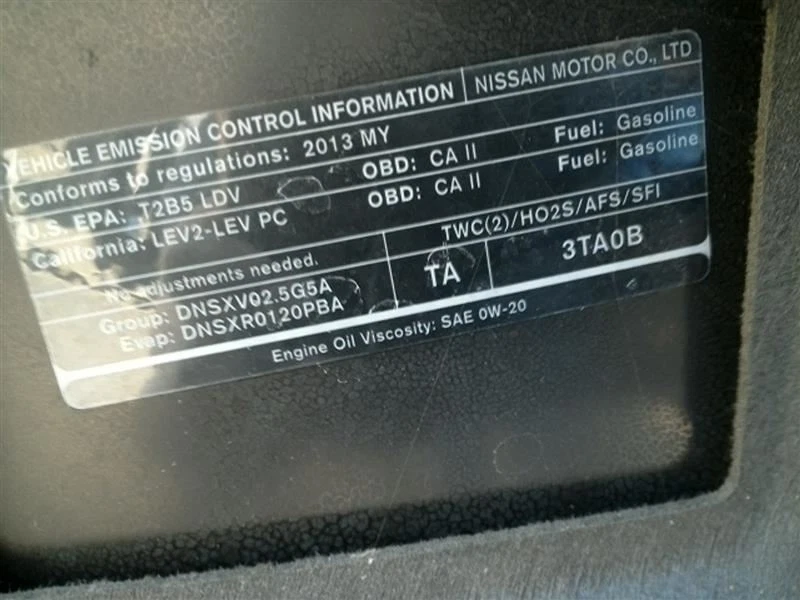 VEHICLE EMISSION CONTROL INFORMATION NISSAN MOTOR CO., LTD
Conforms to regulations: 2013 MY
U.S. EPA: T2B5 LDV OBD: CA II Fuel: Gasoline
California: LEV2-LEV PC OBD: CA II Fuel: Gasoline
No adjustments needed. TWC(2)/HO2S/AFS/SFI
Group: DNSXV02.5G5A TA 3TA0B
Evap: DNSXR0120PBA
Engine Oil Viscosity: SAE 0W-20